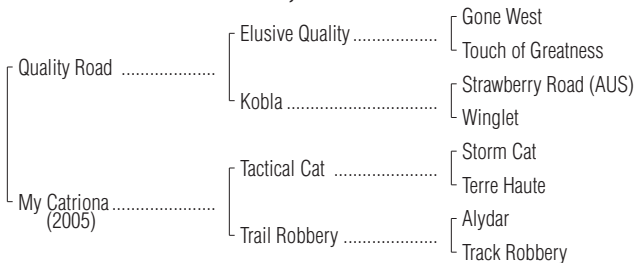 Gone West
Elusive Quality ..................
Touch of Greatness
Quality Road ....................
Strawberry Road (AUS)
Kobla ................................
Winglet
Storm Cat
Tactical Cat ......................
Terre Haute
My Catriona ......................
(2005)
Alydar
Trail Robbery ....................
Track Robbery